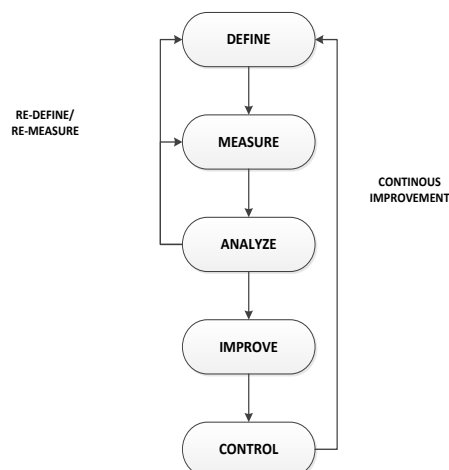 DEFINE
RE-DEFINE/
RE-MEASURE
MEASURE
CONTINOUS
IMPROVEMENT
ANALYZE
IMPROVE
CONTROL